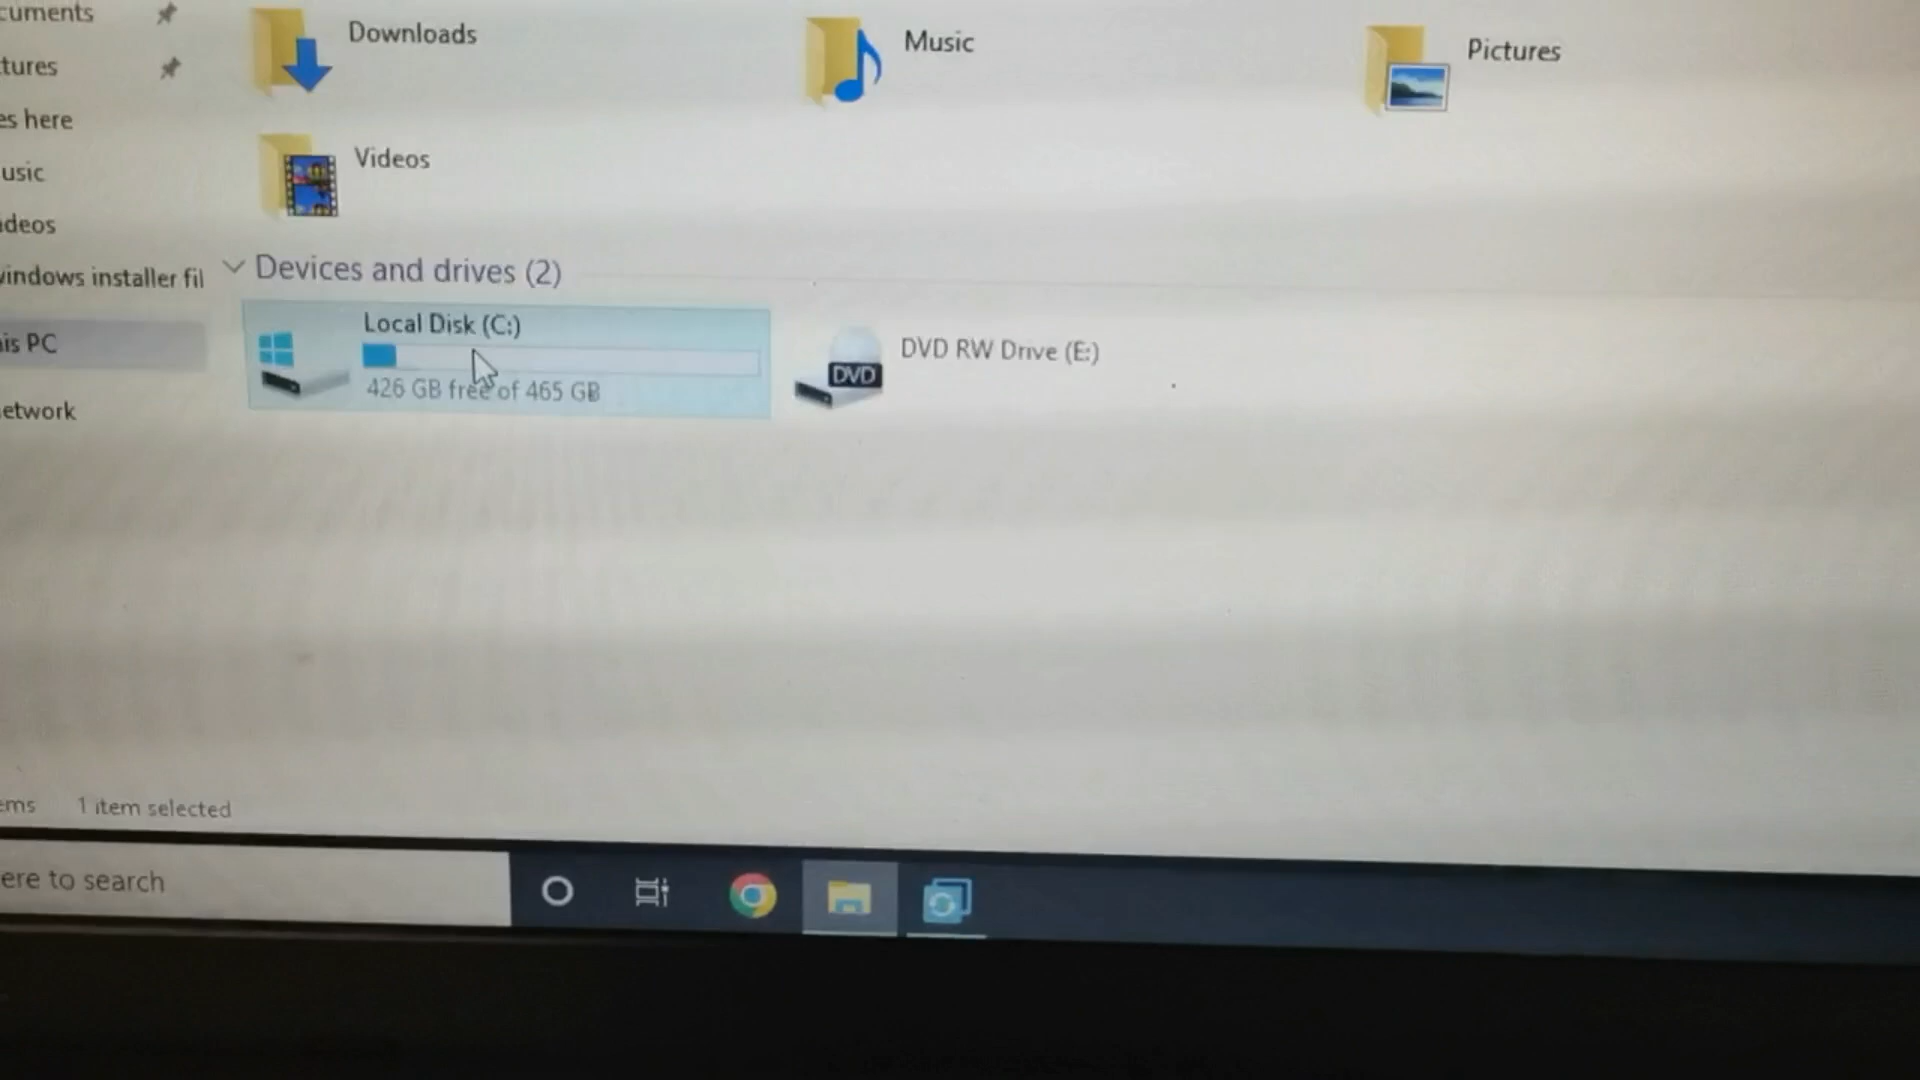 cuments
Downloads
Music
Pictures
tures
es here
Videos
usic
deos
Devices and drives (2)
indows installer fil
Local Disk (C:)
426 GB free of 465 GB
DVD
DVD RW Drive (E:)
is PC
etwork
ems
1 item selected
ere to search